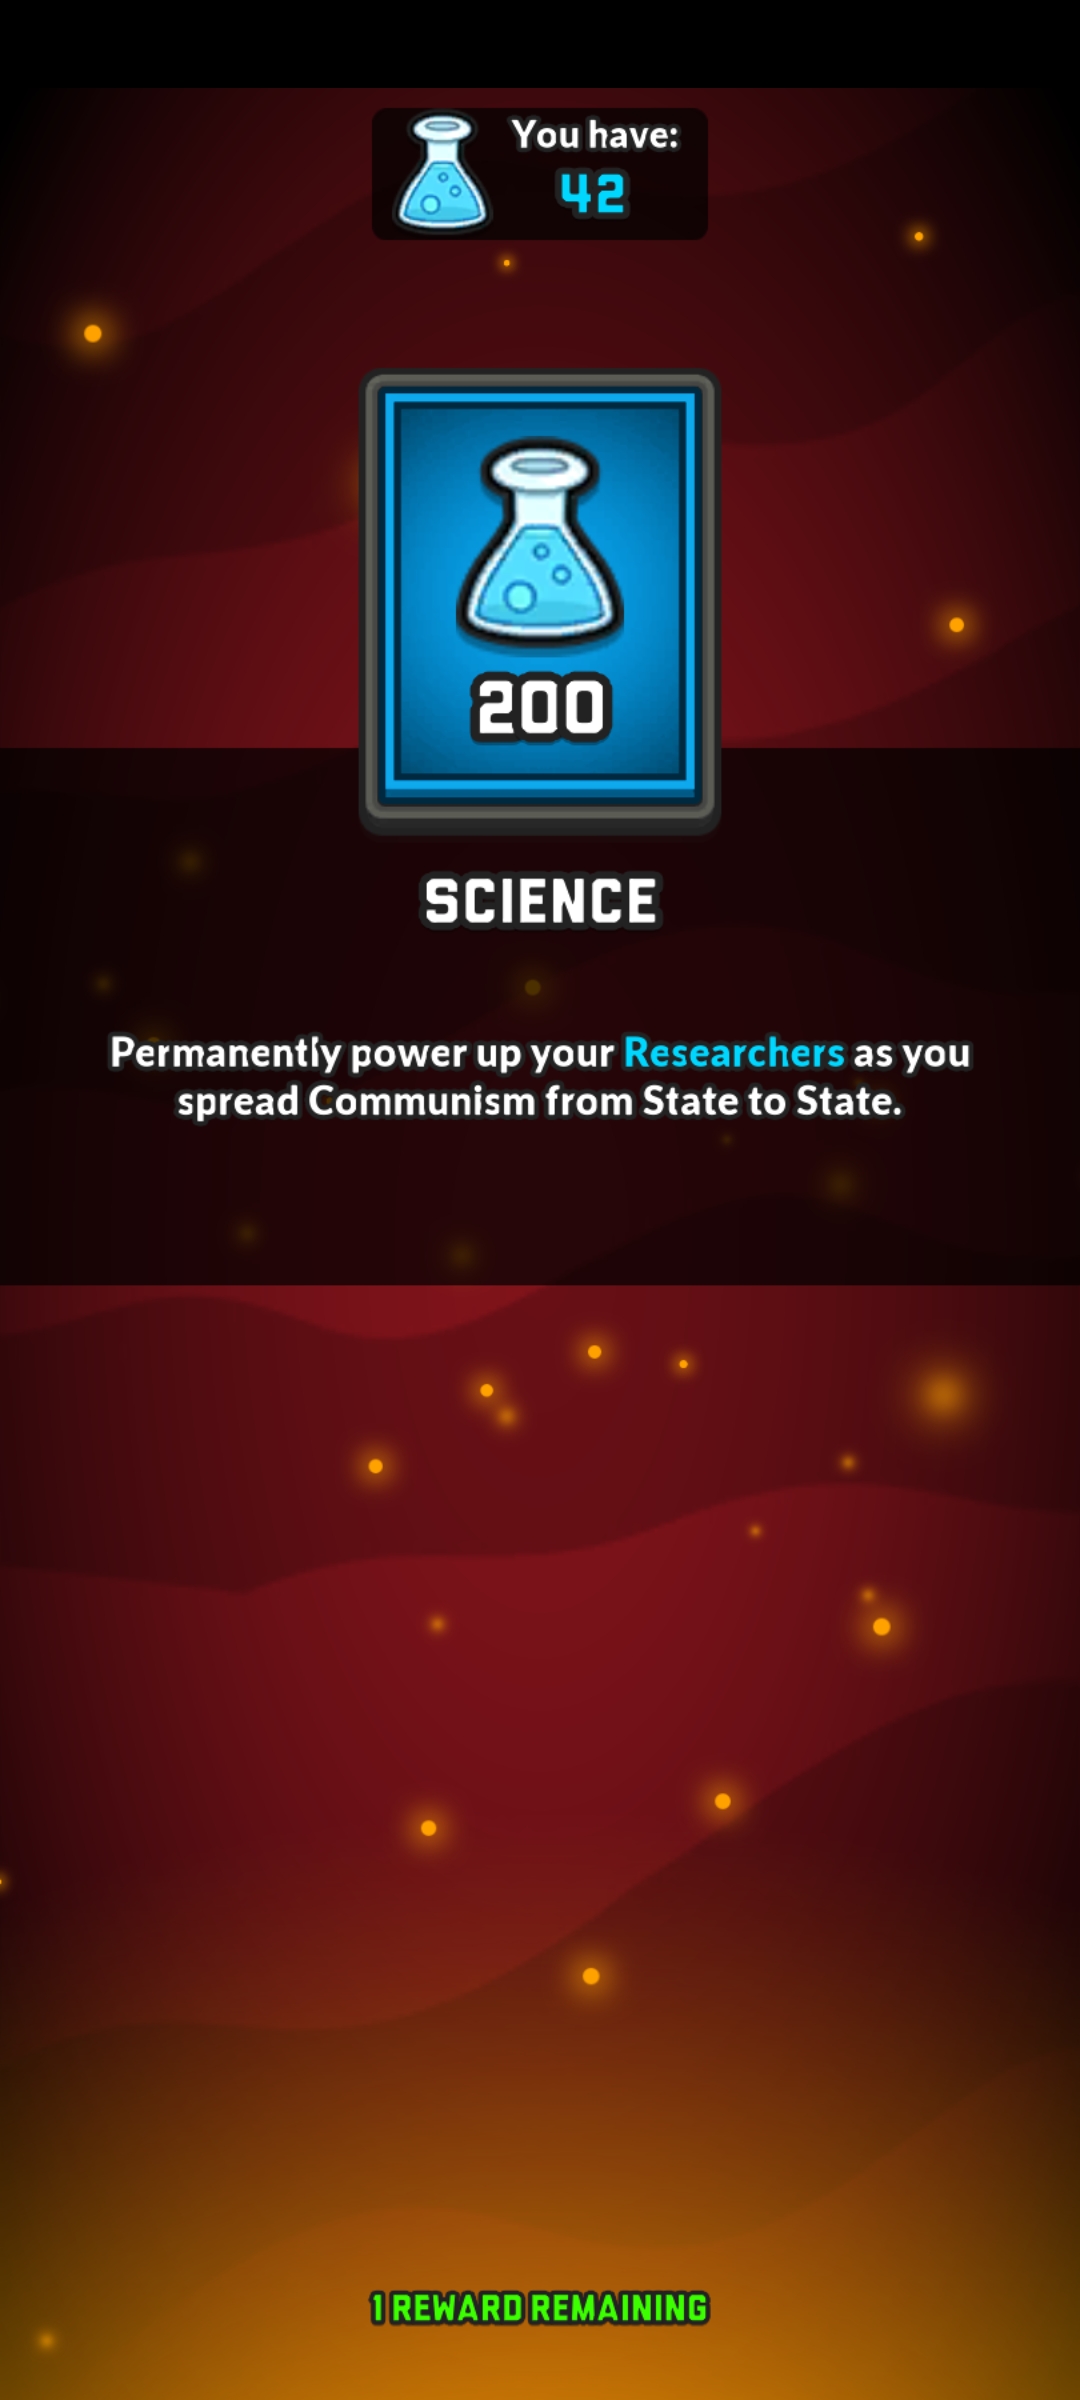 You have:
42
200
SCIENCE
Permanently power up your Researchers as you
spread Communism from State to State.
1 REWARD REMAINING